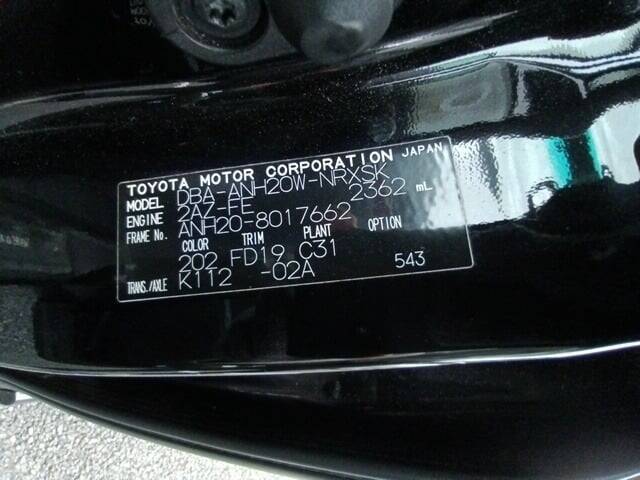 TOYOTA MOTOR CORPORATION JAPAN
MODEL DBA-ANH20W-NRXSK
ENGINE 2AZ-FE 2362 mL
FRAME No. ANH20-8017662
COLOR TRIM PLANT OPTION
202 FD19 C31
TRANS./AXLE K112 -02A 543